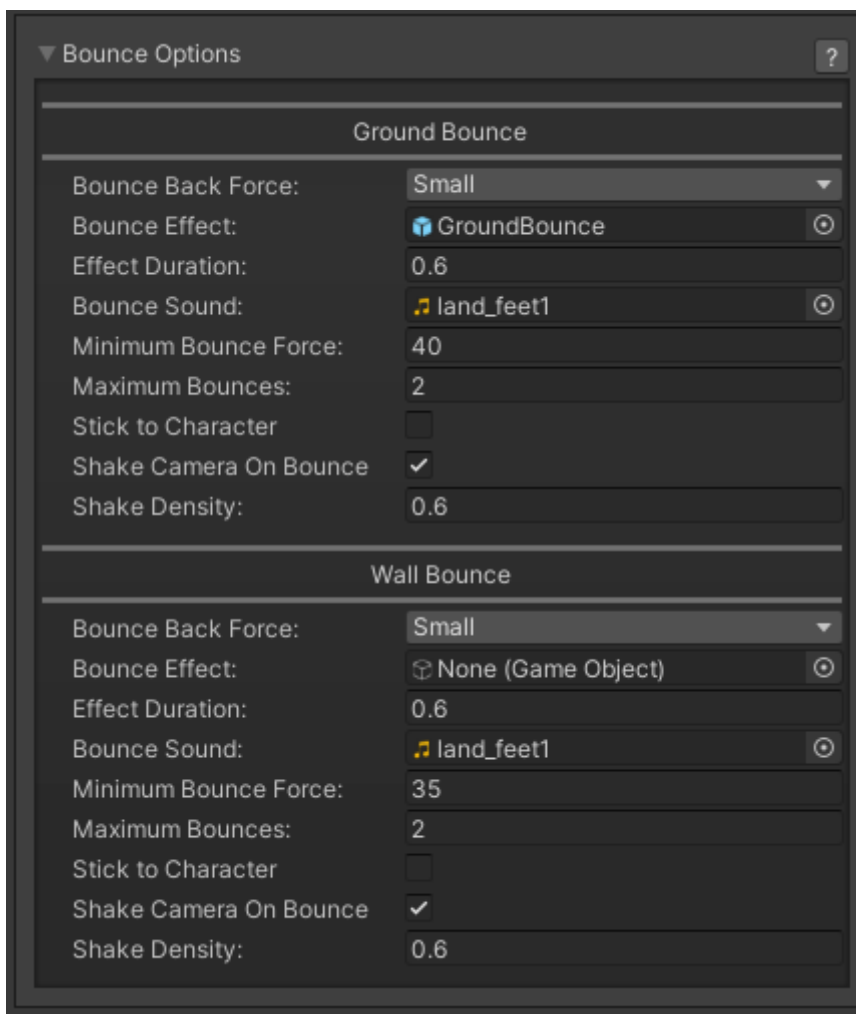 Bounce Options ?
Ground Bounce
Bounce Back Force: Small
Bounce Effect: GroundBounce
Effect Duration: 0.6
Bounce Sound: land_feet1
Minimum Bounce Force: 40
Maximum Bounces: 2
Stick to Character
Shake Camera On Bounce
Shake Density: 0.6
Wall Bounce
Bounce Back Force: Small
Bounce Effect: None (Game Object)
Effect Duration: 0.6
Bounce Sound: land_feet1
Minimum Bounce Force: 35
Maximum Bounces: 2
Stick to Character
Shake Camera On Bounce
Shake Density: 0.6